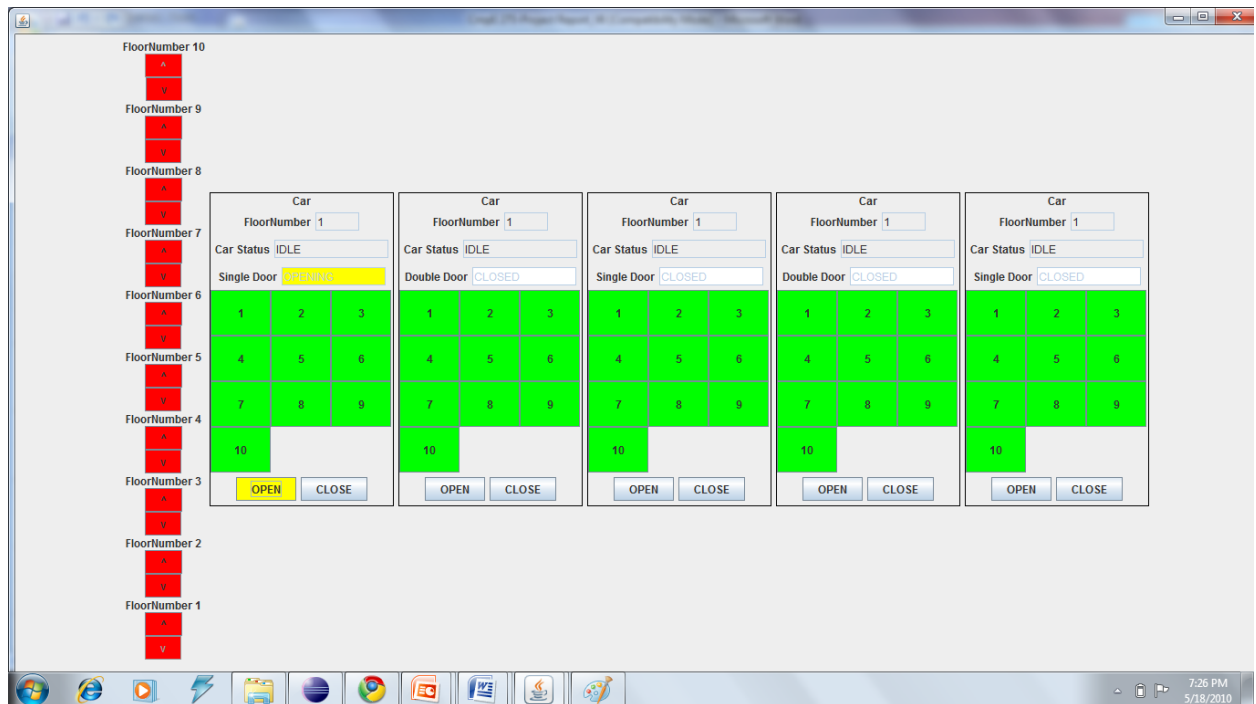 FloorNumber 10
^
v
FloorNumber 9
^
v
FloorNumber 8
^
v
FloorNumber 7
^
v
FloorNumber 6
^
v
FloorNumber 5
^
v
FloorNumber 4
^
v
FloorNumber 3
^
v
FloorNumber 2
^
v
FloorNumber 1
^
v
Car
FloorNumber 1
Car Status IDLE
Single Door OPENING
1 2 3
4 5 6
7 8 9
10
OPEN CLOSE
Car
FloorNumber 1
Car Status IDLE
Double Door CLOSED
1 2 3
4 5 6
7 8 9
10
OPEN CLOSE
Car
FloorNumber 1
Car Status IDLE
Single Door CLOSED
1 2 3
4 5 6
7 8 9
10
OPEN CLOSE
Car
FloorNumber 1
Car Status IDLE
Double Door CLOSED
1 2 3
4 5 6
7 8 9
10
OPEN CLOSE
Car
FloorNumber 1
Car Status IDLE
Single Door CLOSED
1 2 3
4 5 6
7 8 9
10
OPEN CLOSE
7:26 PM
5/18/2010